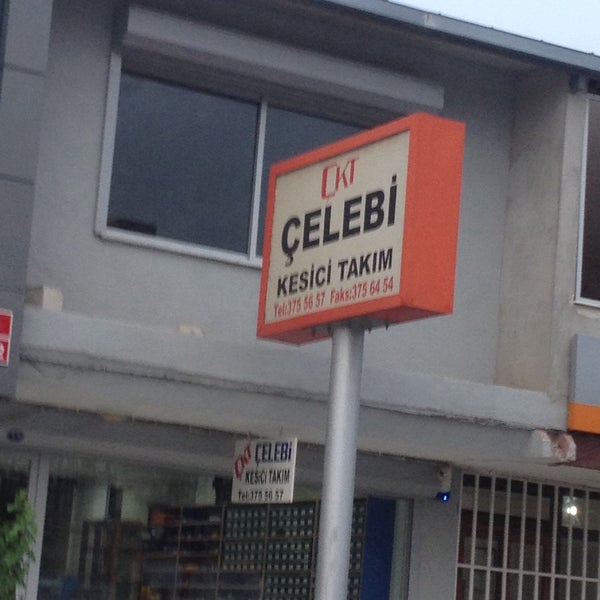 ÇKT
ÇELEBİ
KESİCİ TAKIM
Tel:375 56 57 Faks:375 64 54
ÇKT ÇELEBİ
KESİCİ TAKIM
Tel:375 56 57